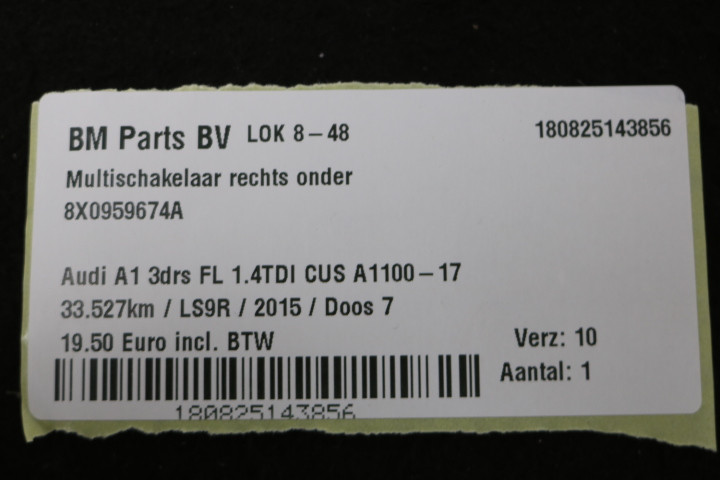 BM Parts BV LOK 8-48 180825143856
Multischakelaar rechts onder
8X0959674A
Audi A1 3drs FL 1.4TDI CUS A1100-17
33.527km / LS9R / 2015 / Doos 7
19.50 Euro incl. BTW Verz: 10
Aantal: 1
180825143856